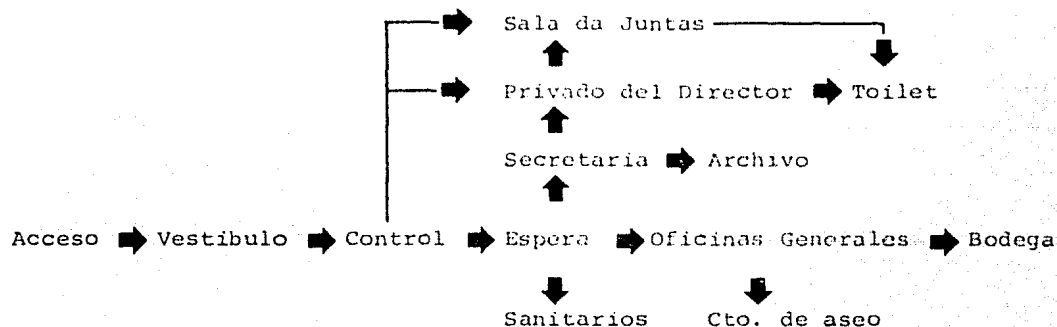 Sala da Juntas
Privado del Director Toilet
Secretaria Archivo
Acceso Vestibulo Control Espera Oficinas Generales Bodega
Sanitarios Cto. de aseo